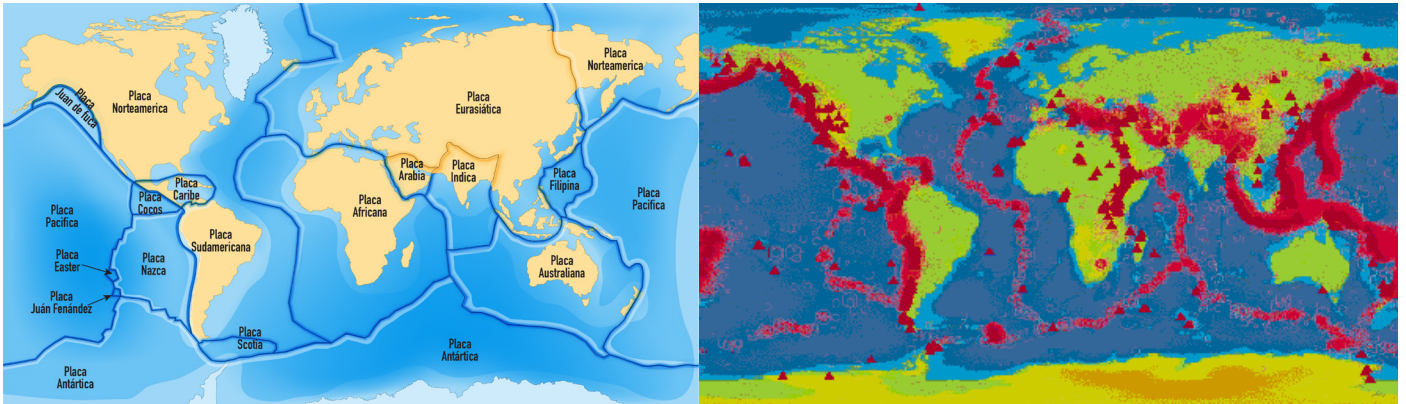 Placa
Norteamerica
Placa
Juan de Tuca
Placa
Norteamerica
Placa
Eurasiática
Placa
Arabia
Placa
Indica
Placa
Filipina
Placa
Caribe
Placa
Cocos
Placa
Africana
Placa
Pacifica
Placa
Pacifica
Placa
Sudamericana
Placa
Nazca
Placa
Easter
Placa
Australiana
Placa
Juán Fenández
Placa
Scotia
Placa
Antártica
Placa
Antártica